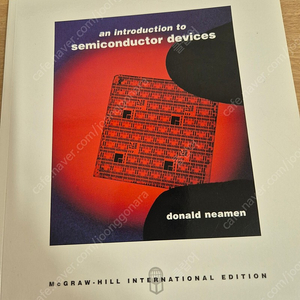 an introduction to
semiconductor devices
donald neamen
McGRAW-HILL INTERNATIONAL EDITION